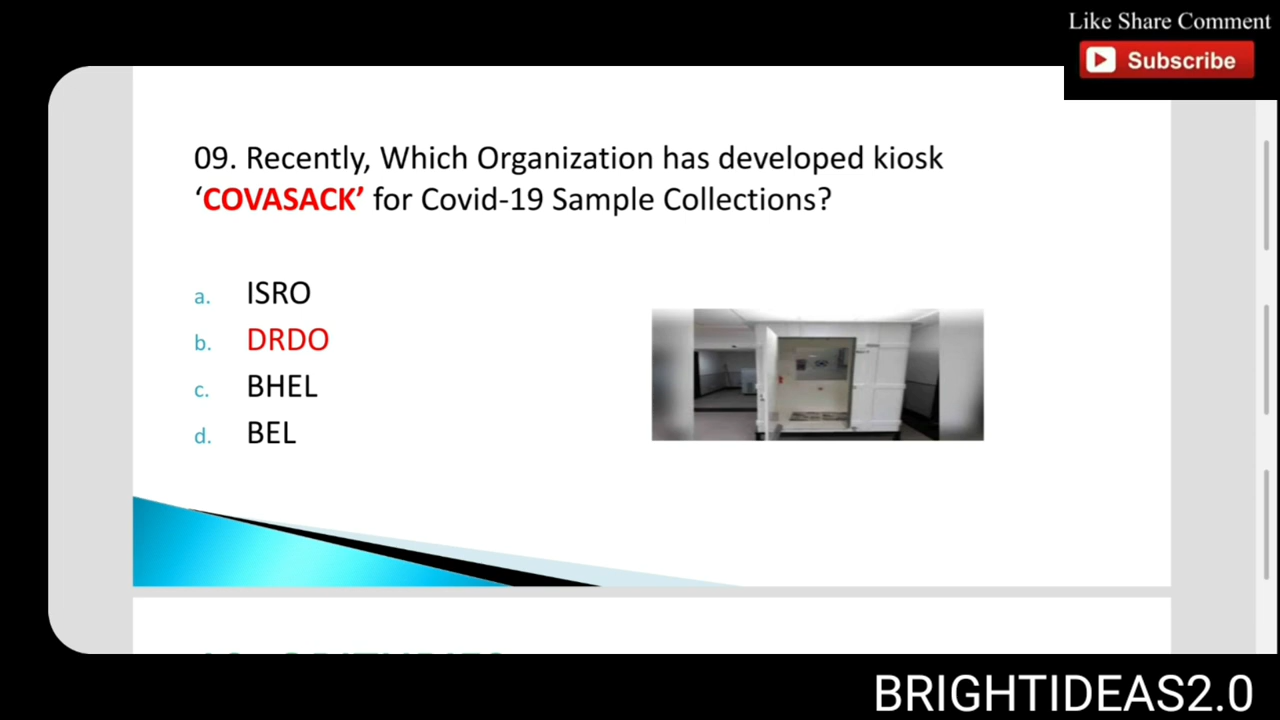 Like Share Comment
Subscribe
09. Recently, Which Organization has developed kiosk
‘COVASACK’ for Covid-19 Sample Collections?
a. ISRO
b. DRDO
c. BHEL
d. BEL
BRIGHTIDEAS2.0